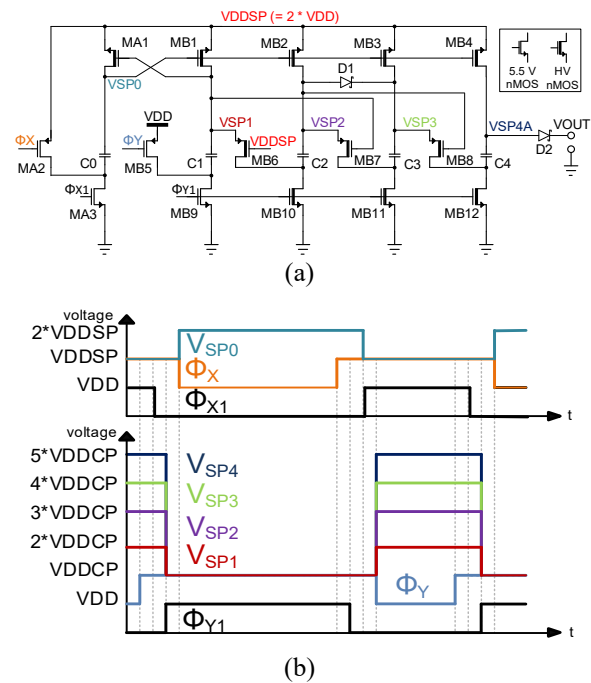 VDDSP (= 2 * VDD)
MA1 MB1 MB2 MB3 MB4
D1
5.5 V nMOS
HV nMOS
VSP0
VDD
ΦX ΦY
VSP1 VDDSP VSP2 VSP3 VSP4A VOUT
D2
MA2 C0 MB5 C1 MB6 C2 MB7 C3 MB8 C4
ΦX1 ΦY1
MA3 MB9 MB10 MB11 MB12
(a)
voltage
2*VDDSP
VDDSP
VDD
VSP0
ΦX
ΦX1
t
voltage
5*VDDCP
4*VDDCP
3*VDDCP
2*VDDCP
VDDCP
VDD
VSP4
VSP3
VSP2
VSP1
ΦY
ΦY1
t
(b)